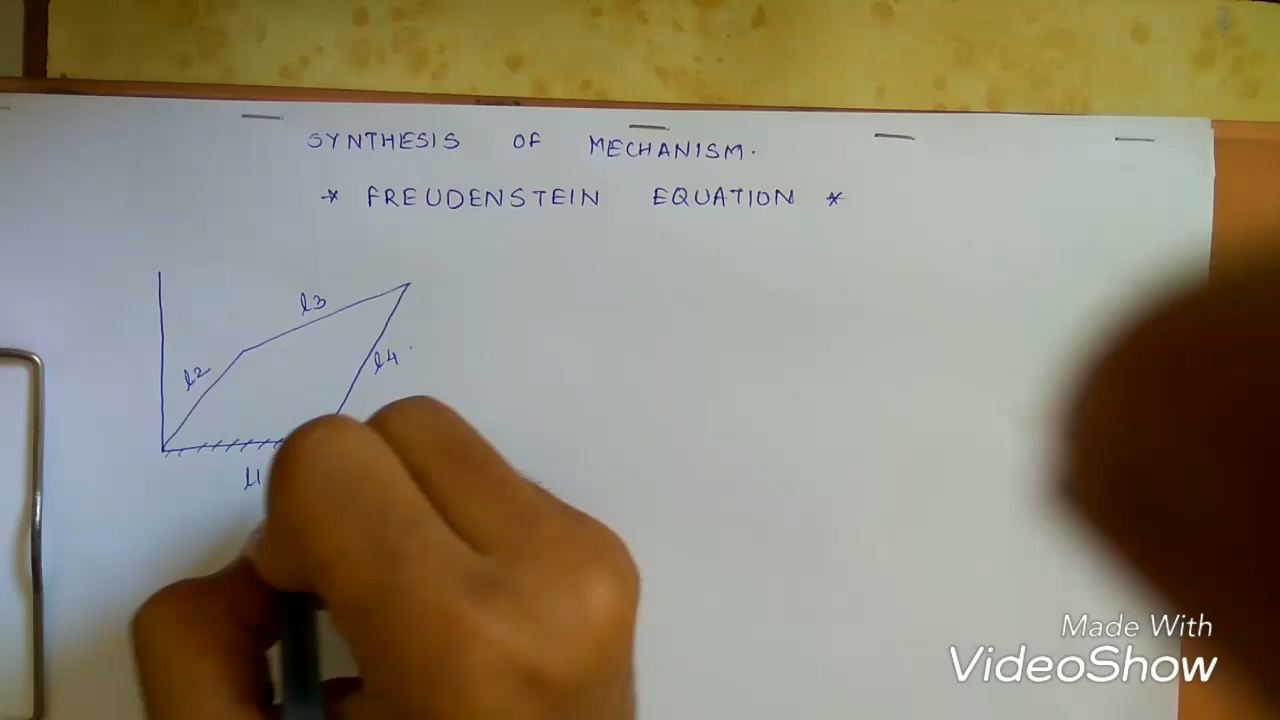 SYNTHESIS OF MECHANISM.
* FREUDENSTEIN EQUATION *
l3
l2
l4
l1
Made With
VideoShow